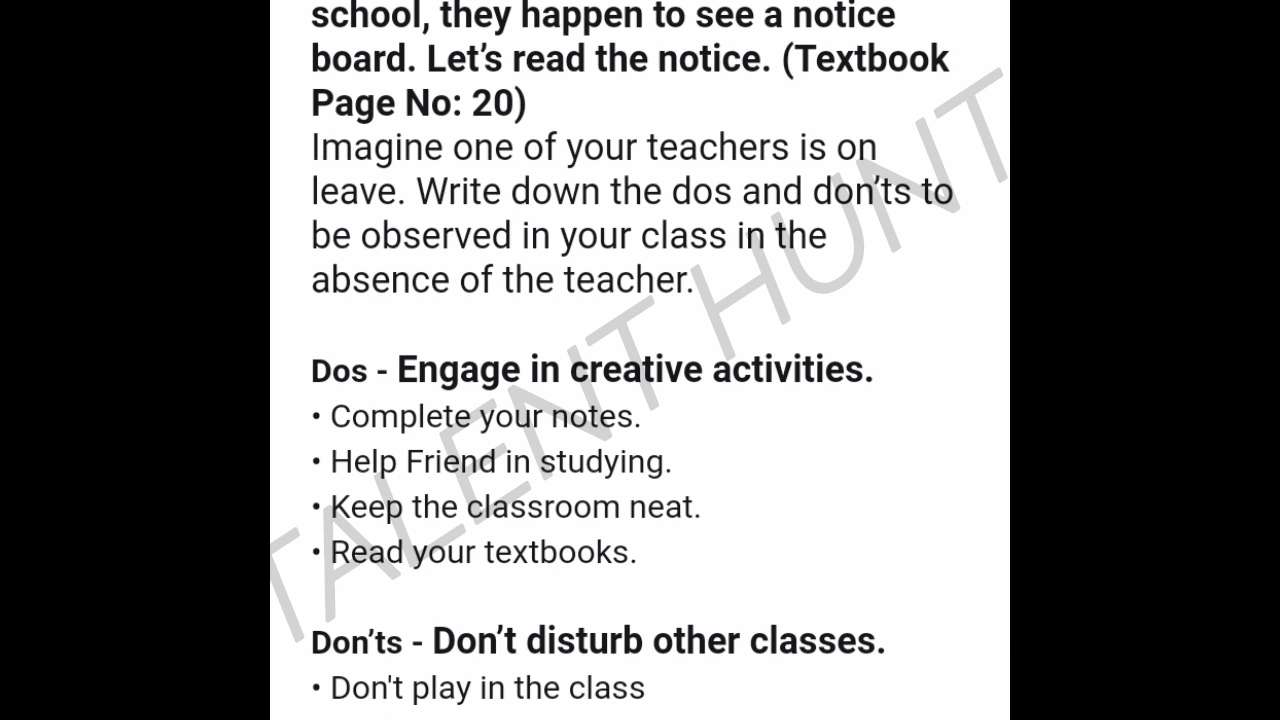 school, they happen to see a notice
board. Let’s read the notice. (Textbook
Page No: 20)
Imagine one of your teachers is on
leave. Write down the dos and don’ts to
be observed in your class in the
absence of the teacher.
Dos - Engage in creative activities.
• Complete your notes.
• Help Friend in studying.
• Keep the classroom neat.
• Read your textbooks.
Don’ts - Don’t disturb other classes.
• Don't play in the class
TALENT HUNT